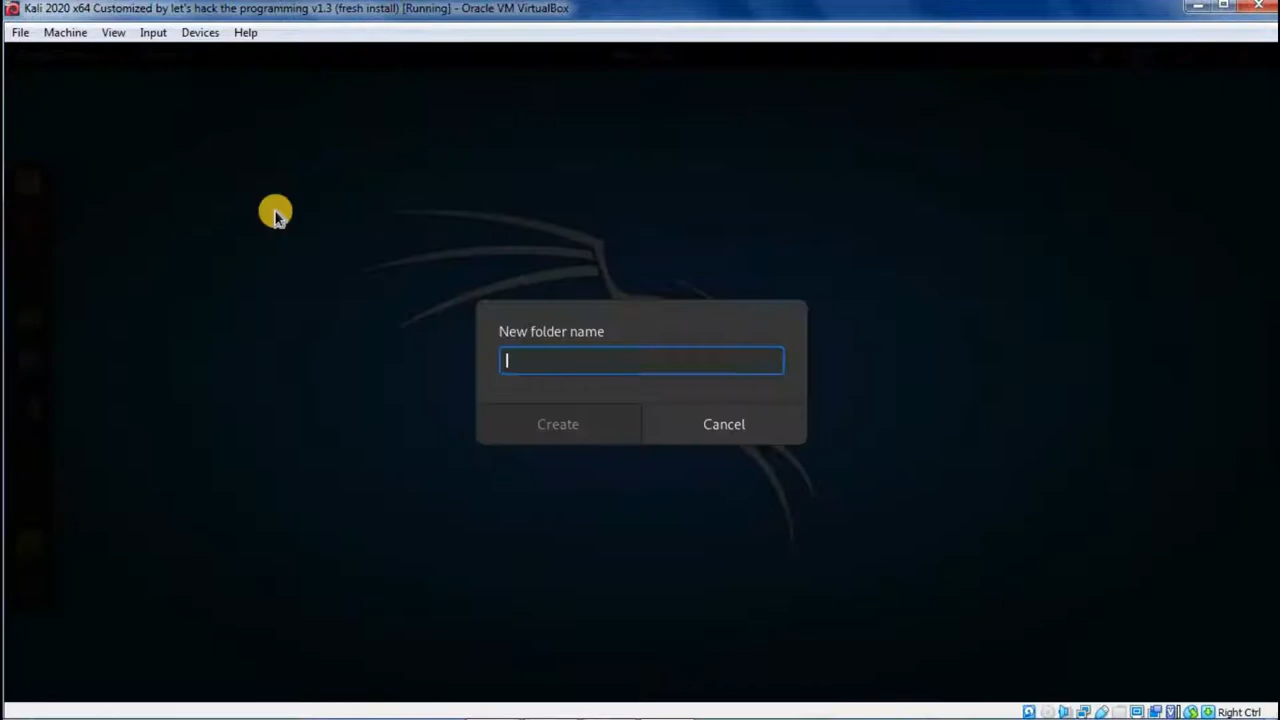 Kali 2020 x64 Customized by let's hack the programming v1.3 (fresh install) [Running] - Oracle VM VirtualBox
File Machine View Input Devices Help
New folder name
Create Cancel
Right Ctrl